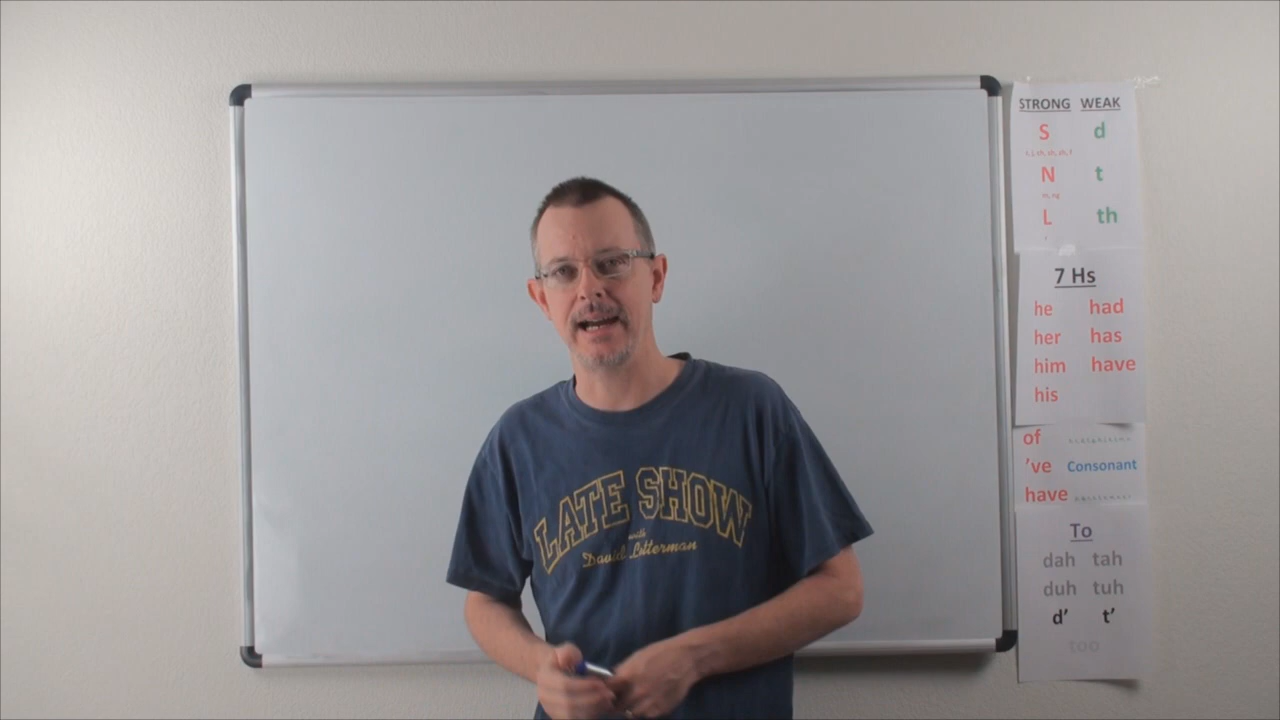 STRONG WEAK
S d
N t
m, ng
L th
r
7 Hs
he had
her has
him have
his
of
've Consonant
have
To
dah tah
duh tuh
d’ t’
too
LATE SHOW
with
David Letterman